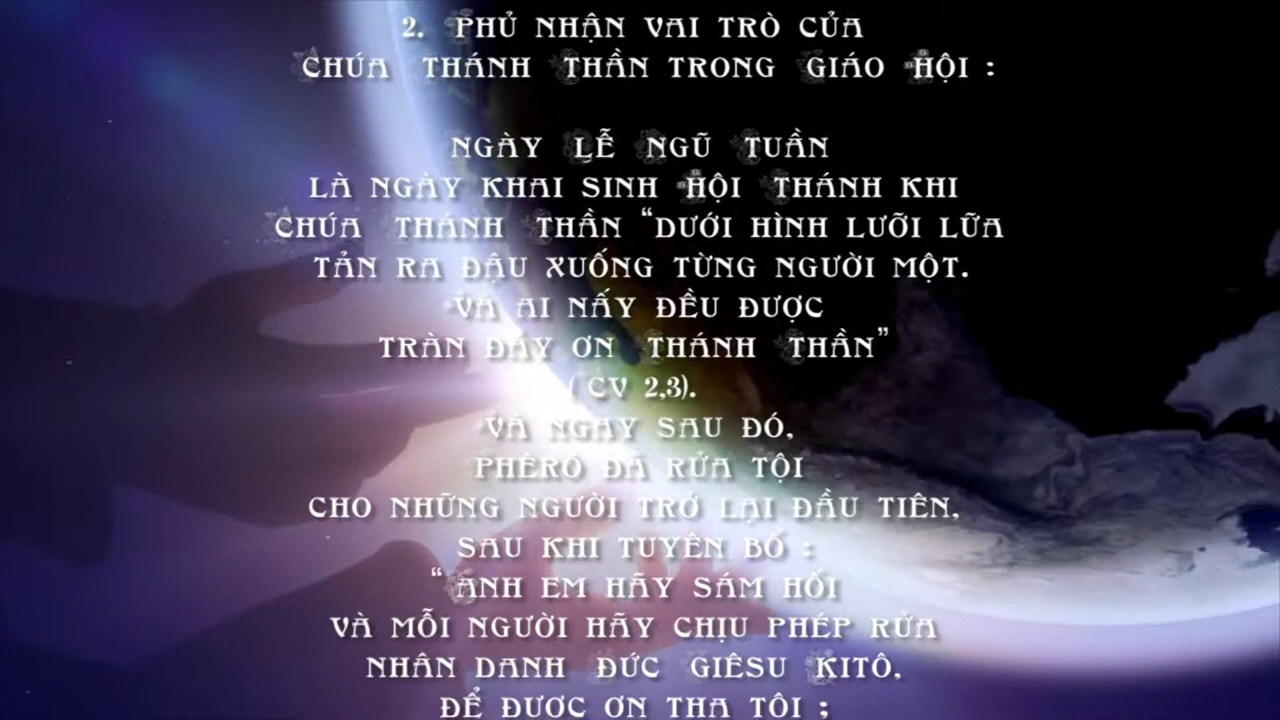 2. PHỦ NHẬN VAI TRÒ CỦA
CHÚA THÁNH THẦN TRONG GIÁO HỘI :
NGÀY LỄ NGŨ TUẦN
LÀ NGÀY KHAI SINH HỘI THÁNH KHI
CHÚA THÁNH THẦN “DƯỚI HÌNH LƯỠI LỮA
TẢN RA ĐẬU XUỐNG TỪNG NGƯỜI MỘT.
VÀ AI NẤY ĐỀU ĐƯỢC
TRÀN ĐẦY ƠN THÁNH THẦN”
( CV 2,3).
VÀ NGAY SAU ĐÓ,
PHÊRÔ ĐÃ RỬA TỘI
CHO NHỮNG NGƯỜI TRỞ LẠI ĐẦU TIÊN,
SAU KHI TUYÊN BỐ :
“ ANH EM HÃY SÁM HỐI
VÀ MỖI NGƯỜI HÃY CHỊU PHÉP RỬA
NHÂN DANH ĐỨC GIÊSU KITÔ,
ĐỂ ĐƯỢC ƠN THA TỘI ;